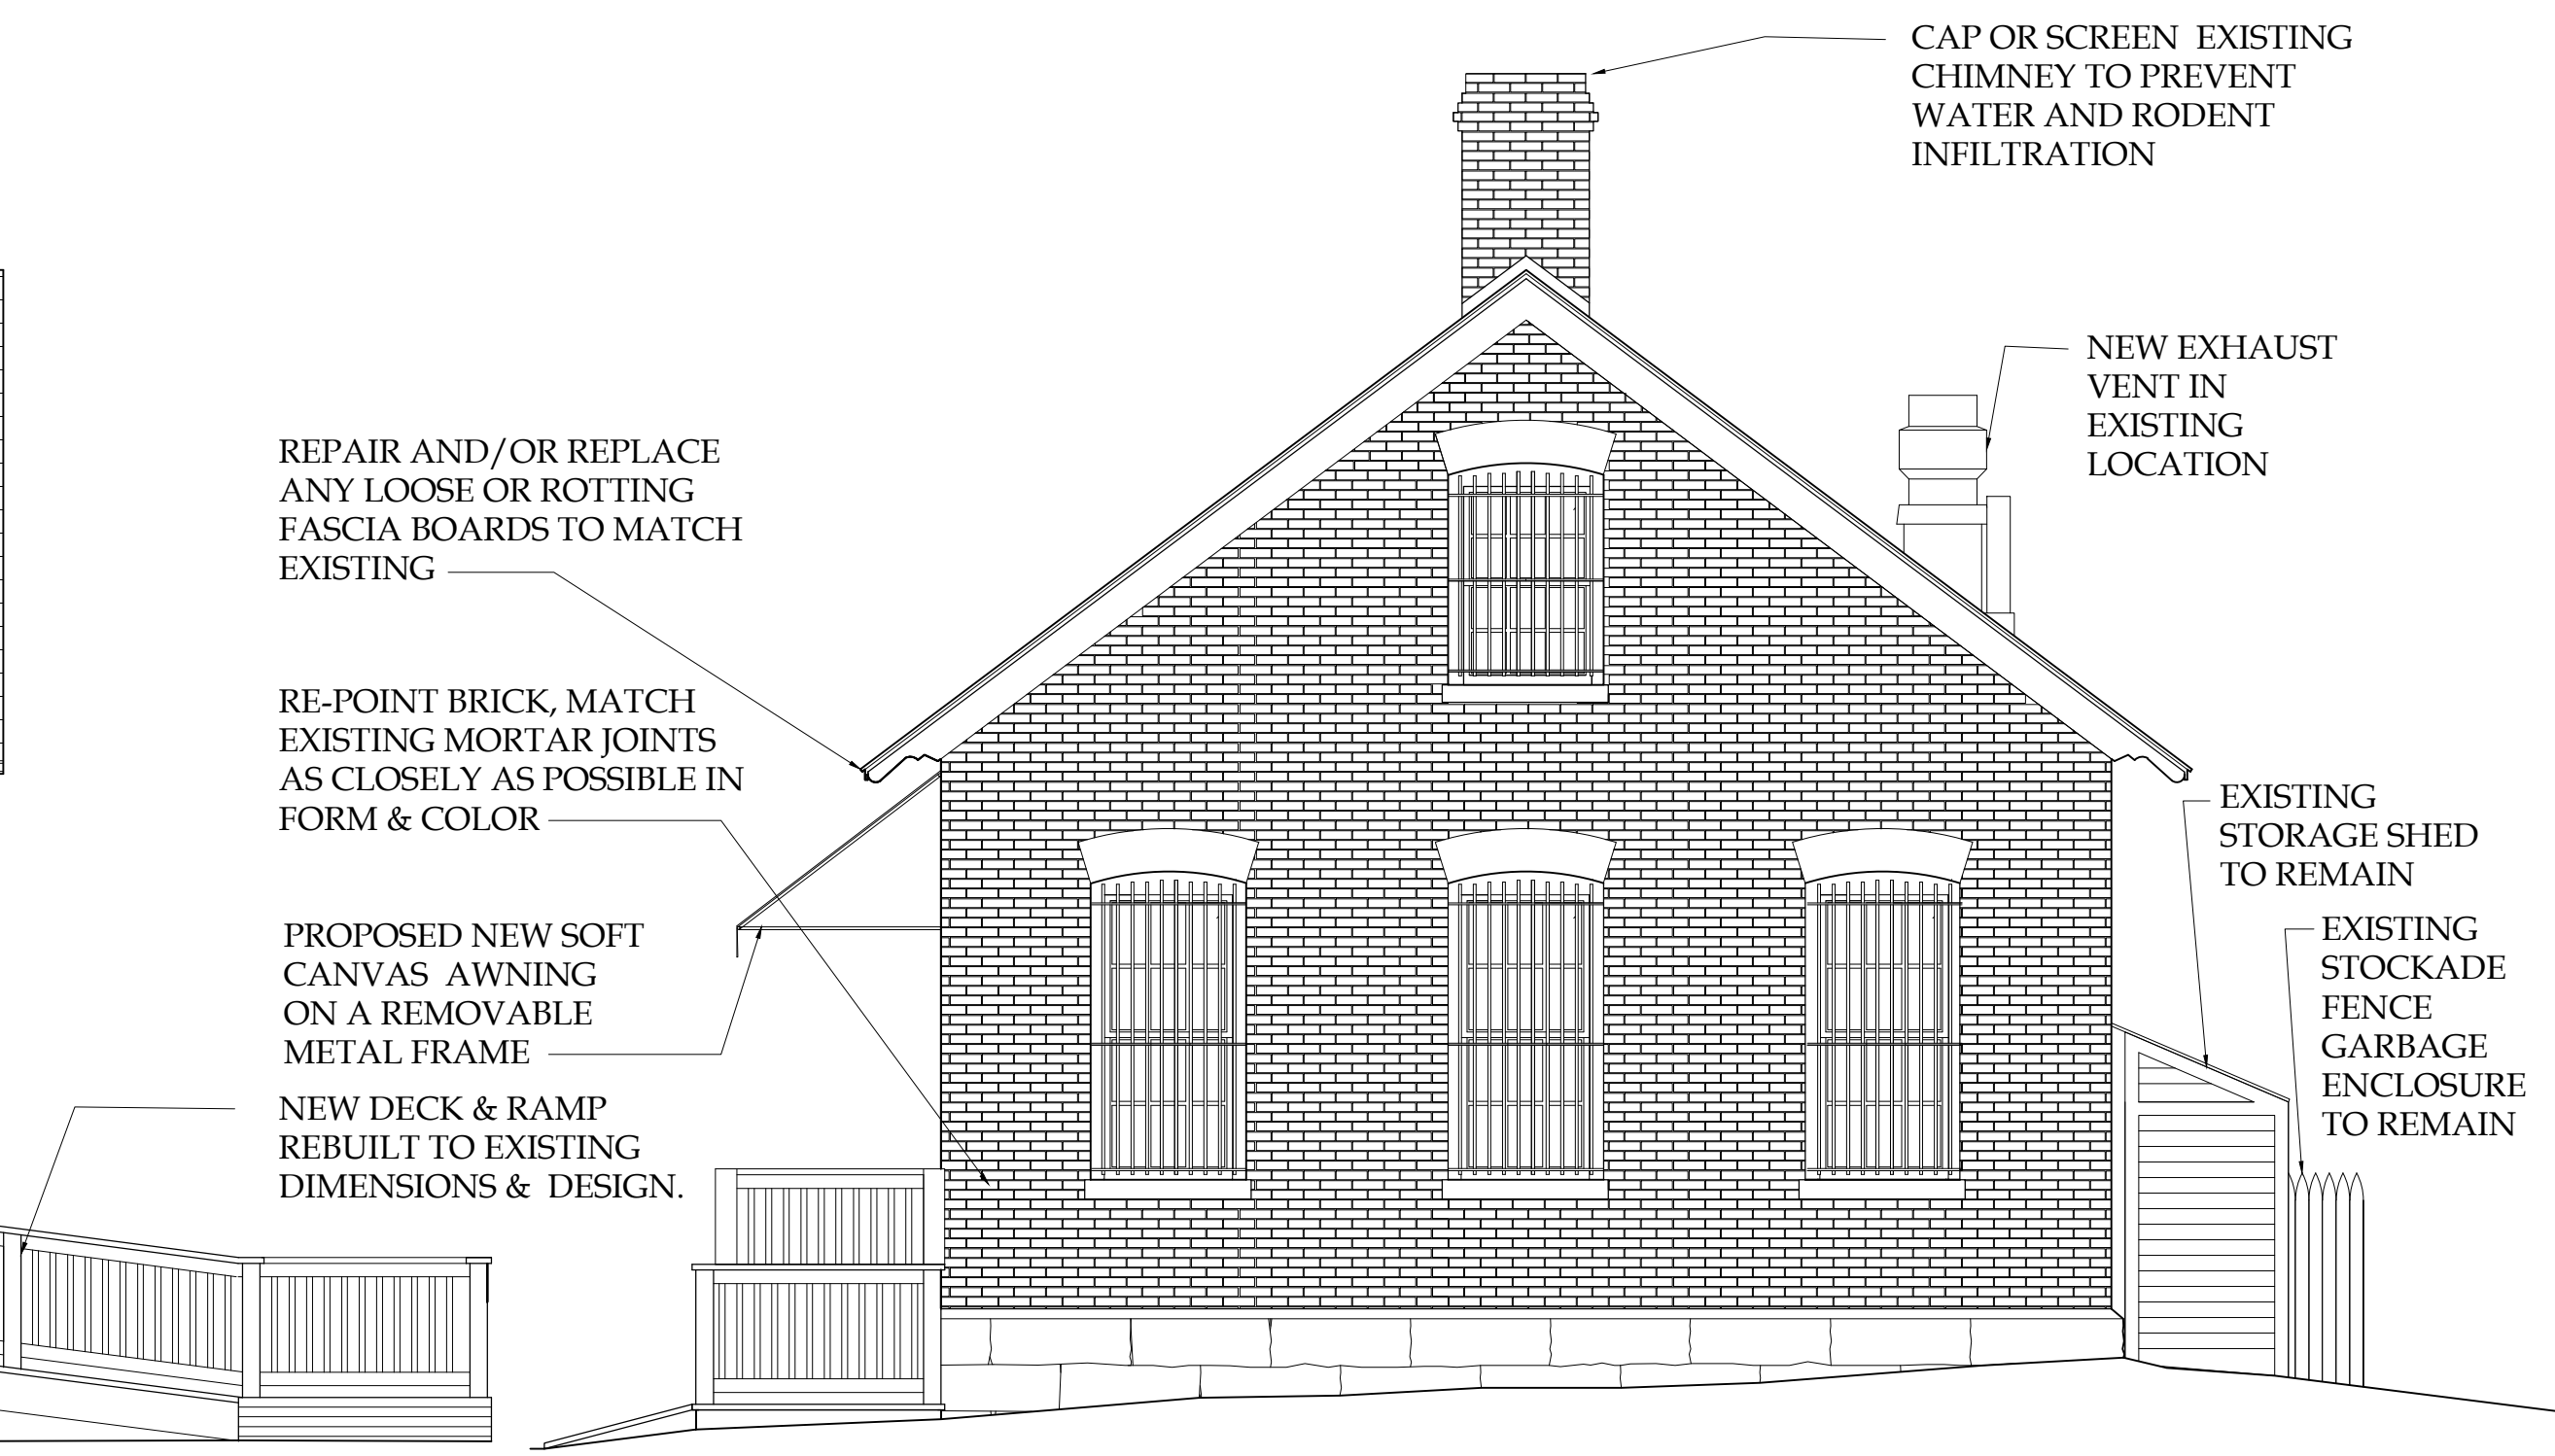 CAP OR SCREEN EXISTING
CHIMNEY TO PREVENT
WATER AND RODENT
INFILTRATION
NEW EXHAUST
VENT IN
EXISTING
LOCATION
REPAIR AND/OR REPLACE
ANY LOOSE OR ROTTING
FASCIA BOARDS TO MATCH
EXISTING
RE-POINT BRICK, MATCH
EXISTING MORTAR JOINTS
AS CLOSELY AS POSSIBLE IN
FORM & COLOR
EXISTING
STORAGE SHED
TO REMAIN
PROPOSED NEW SOFT
CANVAS AWNING
ON A REMOVABLE
METAL FRAME
EXISTING
STOCKADE
FENCE
GARBAGE
ENCLOSURE
TO REMAIN
NEW DECK & RAMP
REBUILT TO EXISTING
DIMENSIONS & DESIGN.